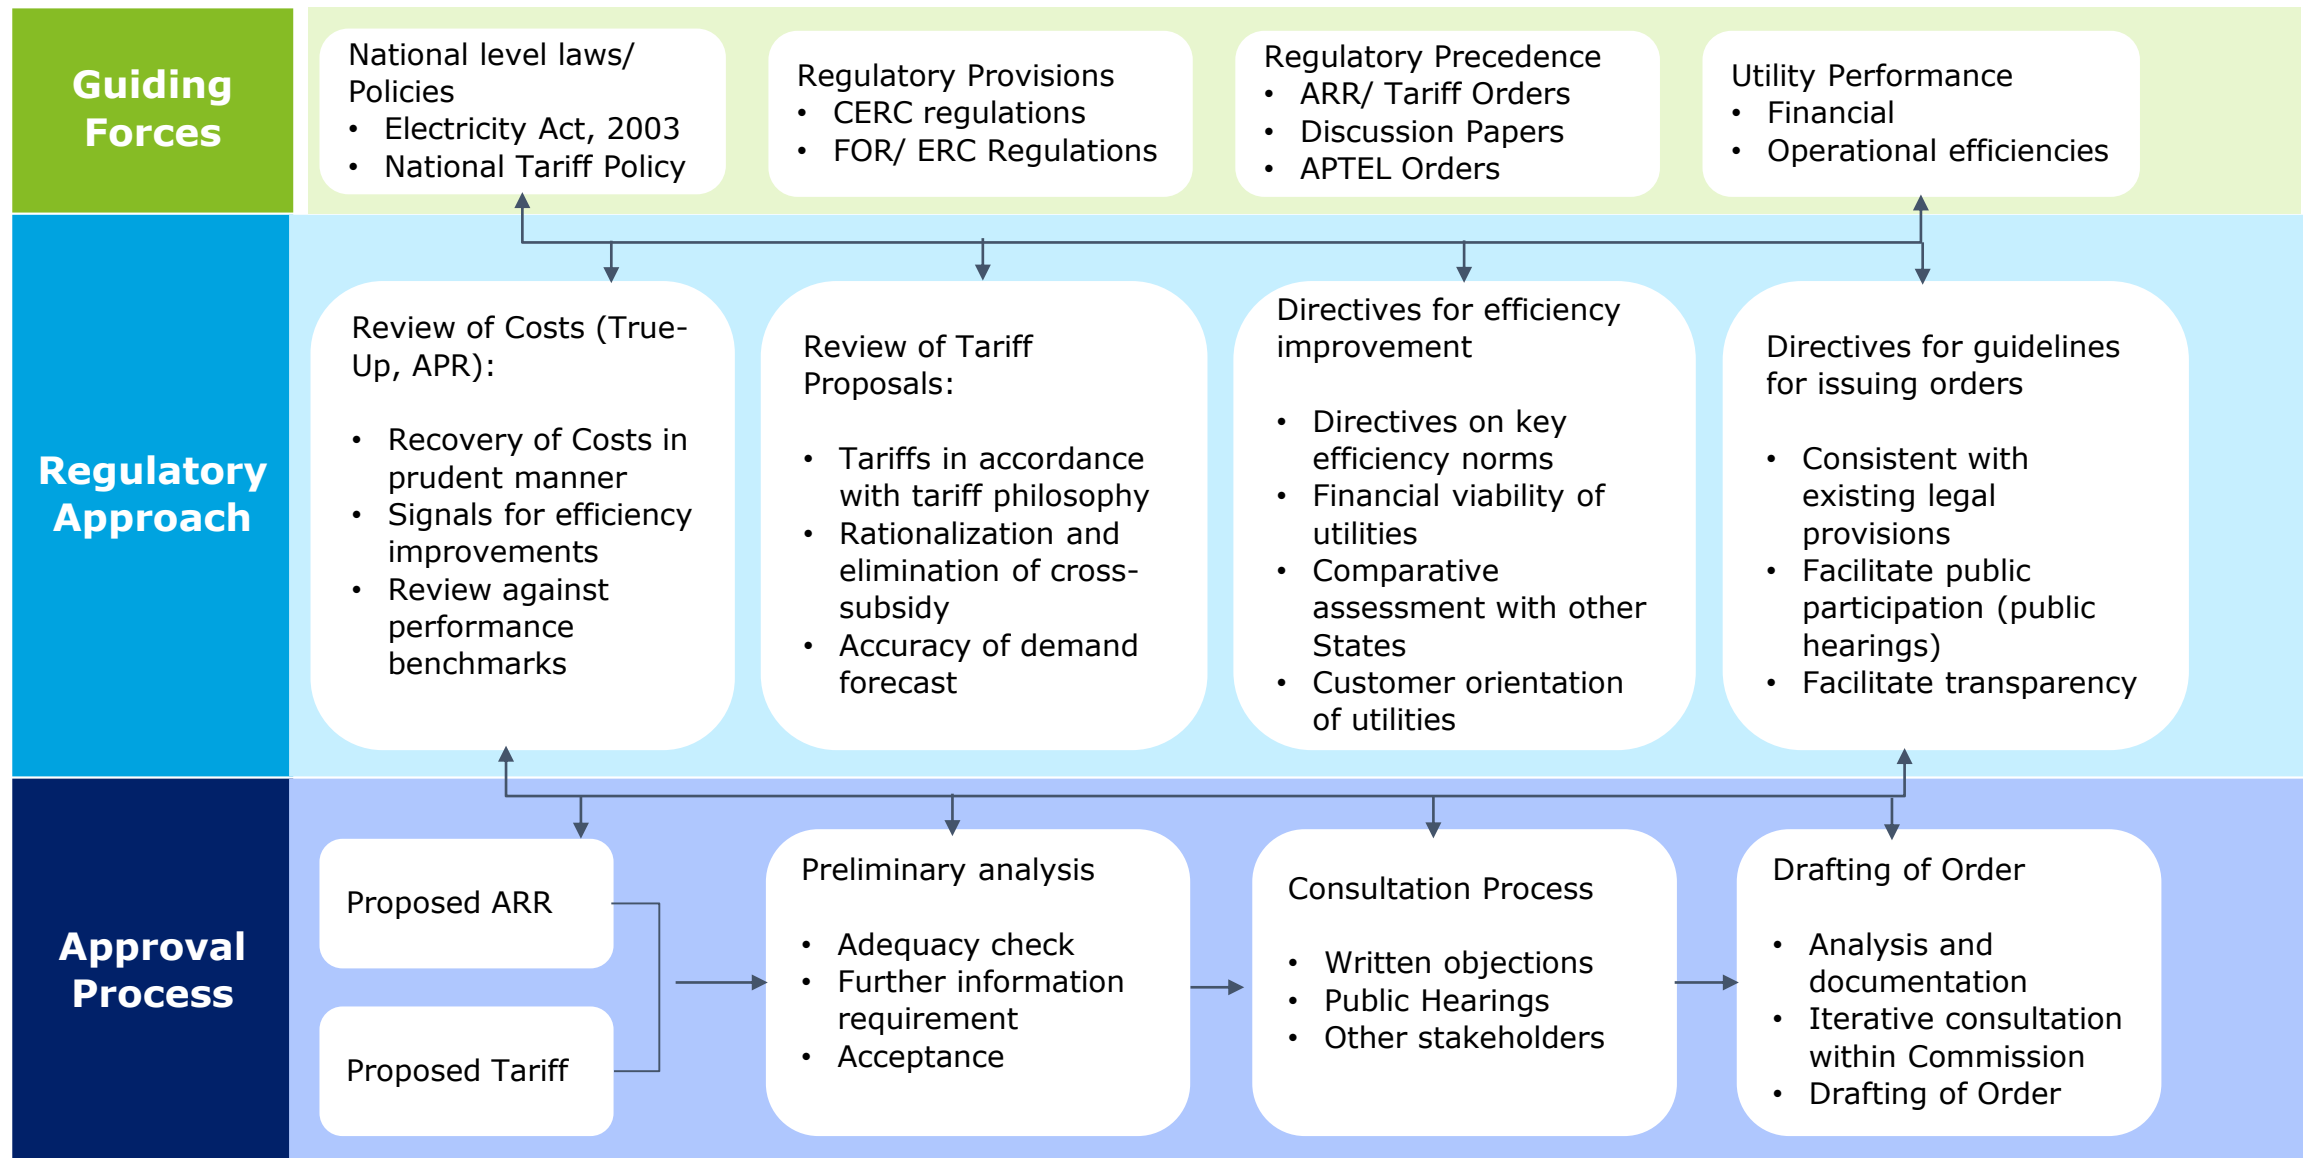 Guiding
Forces
National level laws/
Policies
• Electricity Act, 2003
• National Tariff Policy
Regulatory Provisions
• CERC regulations
• FOR/ ERC Regulations
Regulatory Precedence
• ARR/ Tariff Orders
• Discussion Papers
• APTEL Orders
Utility Performance
• Financial
• Operational efficiencies
Regulatory
Approach
Review of Costs (True-
Up, APR):
• Recovery of Costs in
prudent manner
• Signals for efficiency
improvements
• Review against
performance
benchmarks
Review of Tariff
Proposals:
• Tariffs in accordance
with tariff philosophy
• Rationalization and
elimination of cross-
subsidy
• Accuracy of demand
forecast
Directives for efficiency
improvement
• Directives on key
efficiency norms
• Financial viability of
utilities
• Comparative
assessment with other
States
• Customer orientation
of utilities
Directives for guidelines
for issuing orders
• Consistent with
existing legal
provisions
• Facilitate public
participation (public
hearings)
• Facilitate transparency
Approval
Process
Proposed ARR
Proposed Tariff
Preliminary analysis
• Adequacy check
• Further information
requirement
• Acceptance
Consultation Process
• Written objections
• Public Hearings
• Other stakeholders
Drafting of Order
• Analysis and
documentation
• Iterative consultation
within Commission
• Drafting of Order